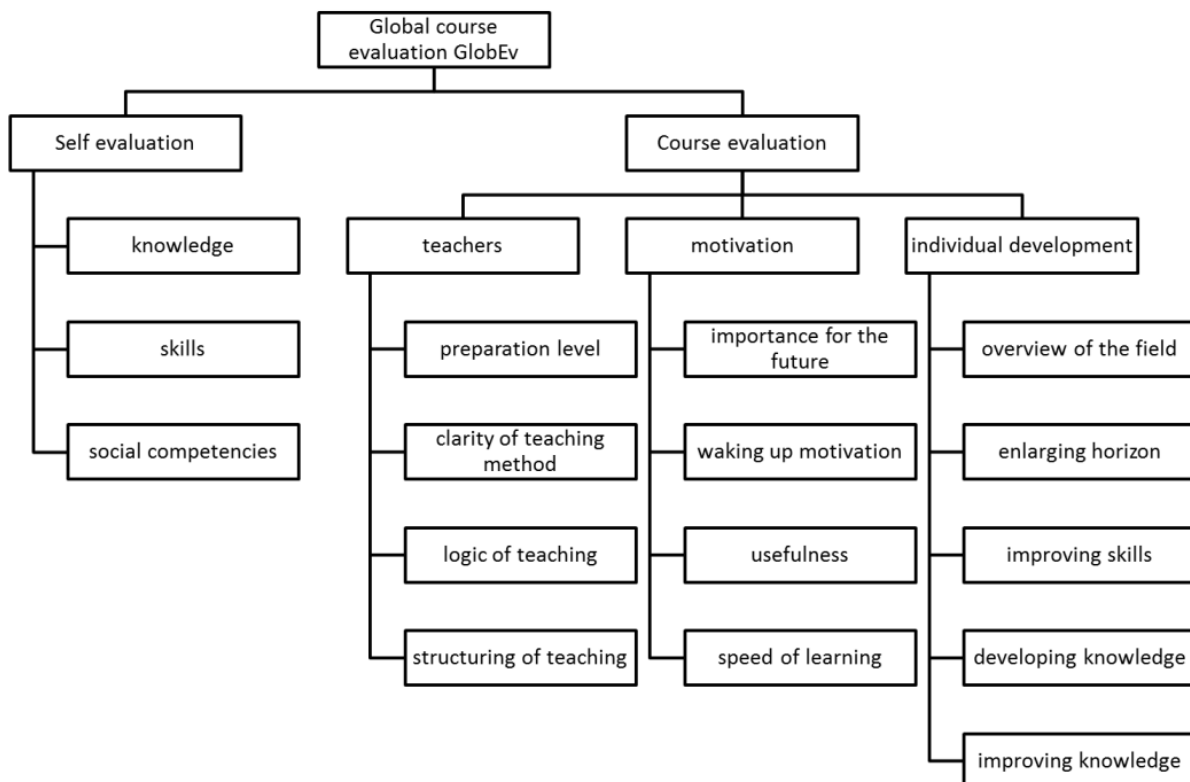 Global course
evaluation GlobEv
Self evaluation
Course evaluation
knowledge
teachers
motivation
individual development
skills
preparation level
importance for the
future
overview of the field
social competencies
clarity of teaching
method
waking up motivation
enlarging horizon
logic of teaching
usefulness
improving skills
structuring of teaching
speed of learning
developing knowledge
improving knowledge